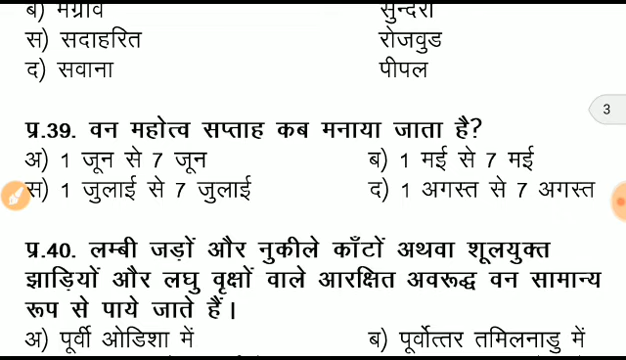 ब) मैंग्रोव सुन्दरी
स) सदाहरित रोजवुड
द) सवाना पीपल
3
प्र.39. वन महोत्व सप्ताह कब मनाया जाता है?
अ) 1 जून से 7 जून ब) 1 मई से 7 मई
स) 1 जुलाई से 7 जुलाई द) 1 अगस्त से 7 अगस्त
प्र.40. लम्बी जड़ों और नुकीले काँटों अथवा शूलयुक्त
झाड़ियों और लघु वृक्षों वाले आरक्षित अवरूद्ध वन सामान्य
रूप से पाये जाते हैं।
अ) पूर्वी ओडिशा में ब) पूर्वोत्तर तमिलनाडु में